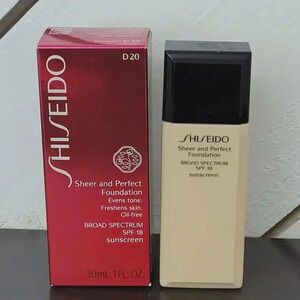 D20
SHISEIDO
Sheer and Perfect
Foundation
Evens tone,
Freshens skin,
Oil-free
BROAD SPECTRUM
SPF 18
sunscreen
30mL 1FL.OZ.
SHISEIDO
Sheer and Perfect
Foundation
BROAD SPECTRUM
SPF 18
sunscreen